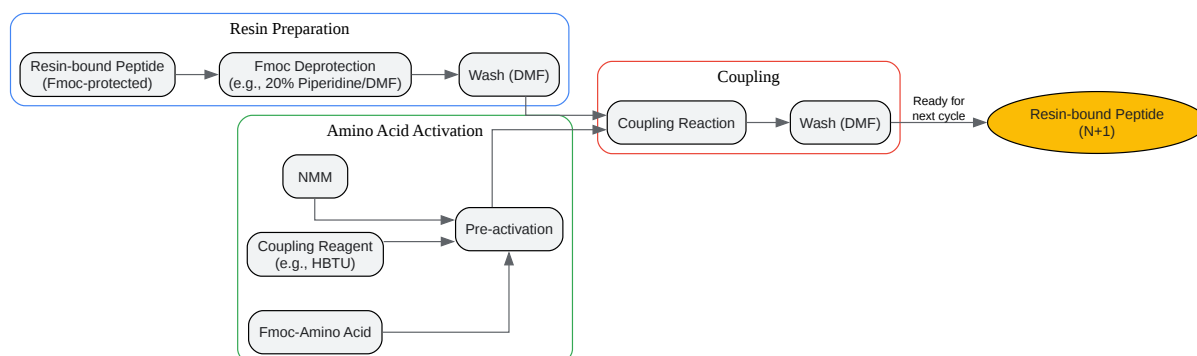 Resin Preparation
Resin-bound Peptide
(Fmoc-protected)
Fmoc Deprotection
(e.g., 20% Piperidine/DMF)
Wash (DMF)
Amino Acid Activation
NMM
Coupling Reagent
(e.g., HBTU)
Fmoc-Amino Acid
Pre-activation
Coupling
Coupling Reaction
Wash (DMF)
Ready for
next cycle
Resin-bound Peptide
(N+1)